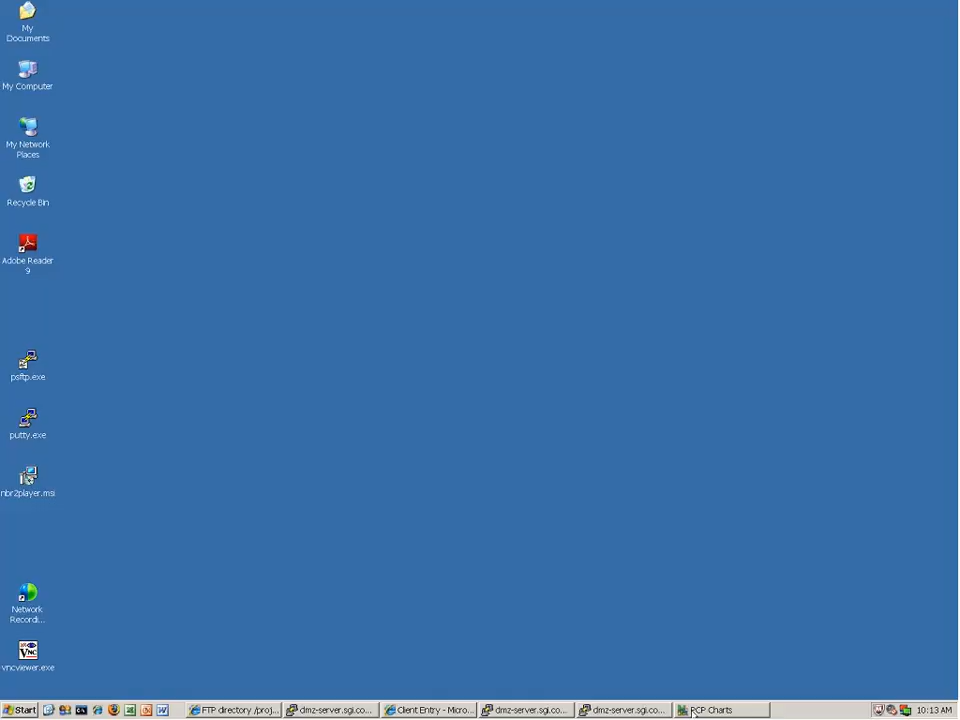 My
Documents
My Computer
My Network
Places
Recycle Bin
Adobe Reader
9
psftp.exe
putty.exe
nbr2player.msi
Network
Recordi...
vncviewer.exe
Start
FTP directory /proj...
dmz-server.sgi.co...
Client Entry - Micro...
dmz-server.sgi.co...
dmz-server.sgi.co...
PCP Charts
10:13 AM